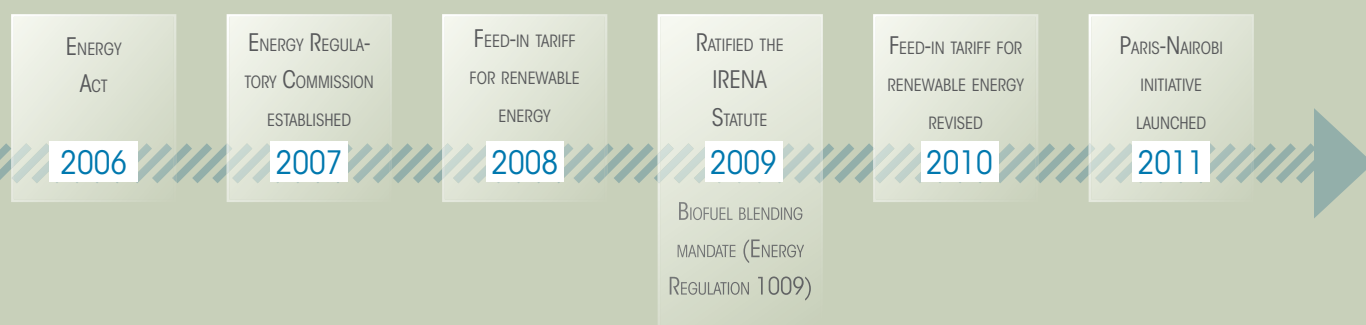 Energy
Act
2006
Energy Regula-
tory Commission
established
2007
Feed-in tariff
for renewable
energy
2008
Ratified the
IRENA
Statute
2009
Biofuel blending
mandate (Energy
Regulation 1009)
Feed-in tariff for
renewable energy
revised
2010
Paris-Nairobi
initiative
launched
2011